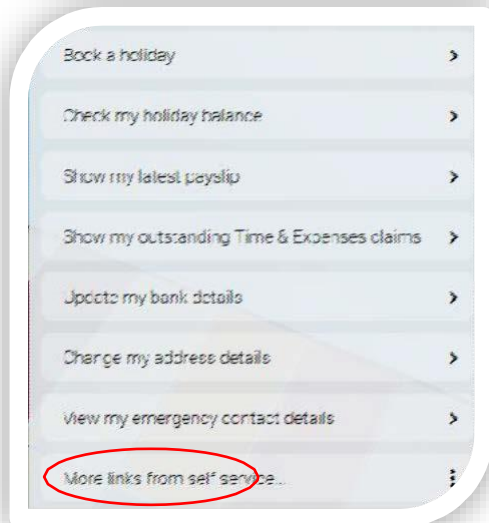 Book a holiday
Check my holiday balance
Show my latest payslip
Show my outstanding Time & Expenses claims
Update my bank details
Change my address details
View my emergency contact details
More links from self service...